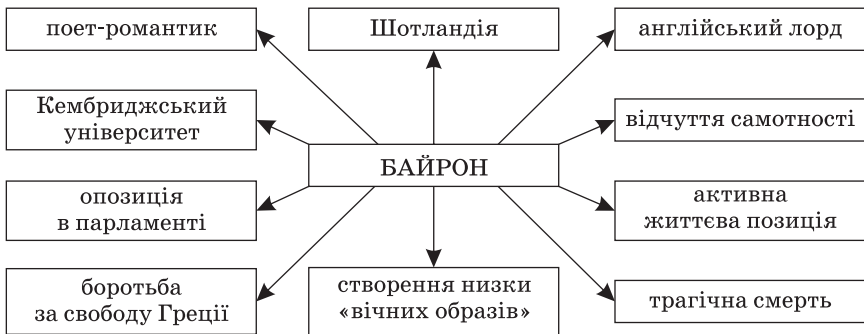 поет-романтик
Шотландія
англійський лорд
Кембриджський
університет
відчуття самотності
БАЙРОН
опозиція
в парламенті
активна
життєва позиція
боротьба
за свободу Греції
створення низки
«вічних образів»
трагічна смерть